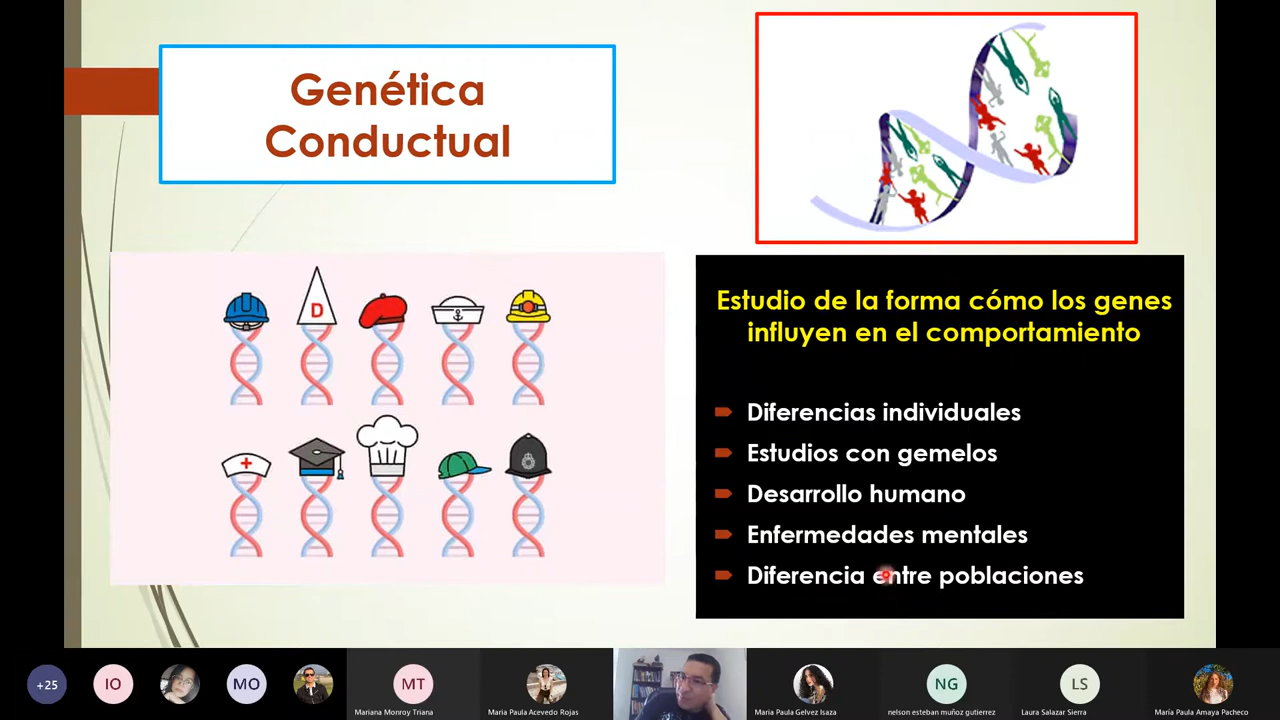 Genética
Conductual
D
Estudio de la forma cómo los genes
influyen en el comportamiento
Diferencias individuales
Estudios con gemelos
Desarrollo humano
Enfermedades mentales
Diferencia entre poblaciones
+25
IO
MO
MT
NG
LS
Mariana Monroy Triana
Maria Paula Acevedo Rojas
Maria Paula Gelvez Isaza
nelson esteban muñoz gutierrez
Laura Salazar Sierra
María Paula Amaya Pacheco